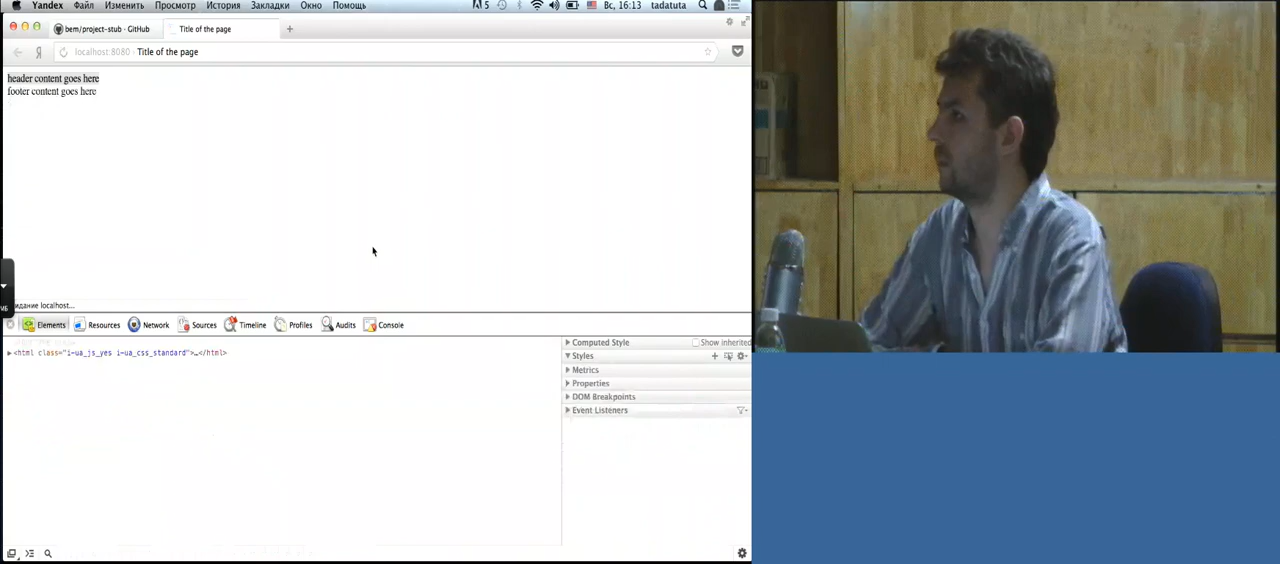 Yandex Файл Изменить Просмотр История Закладки Окно Помощь 5 Вс, 16:13 tadatuta
bem/project-stub · GitHub Title of the page
Я localhost:8080 · Title of the page
header content goes here
footer content goes here
идание localhost...
Elements Resources Network Sources Timeline Profiles Audits Console
<html class="i-ua_js_yes i-ua_css_standard">…</html>
Computed Style Show inherited
Styles
Metrics
Properties
DOM Breakpoints
Event Listeners